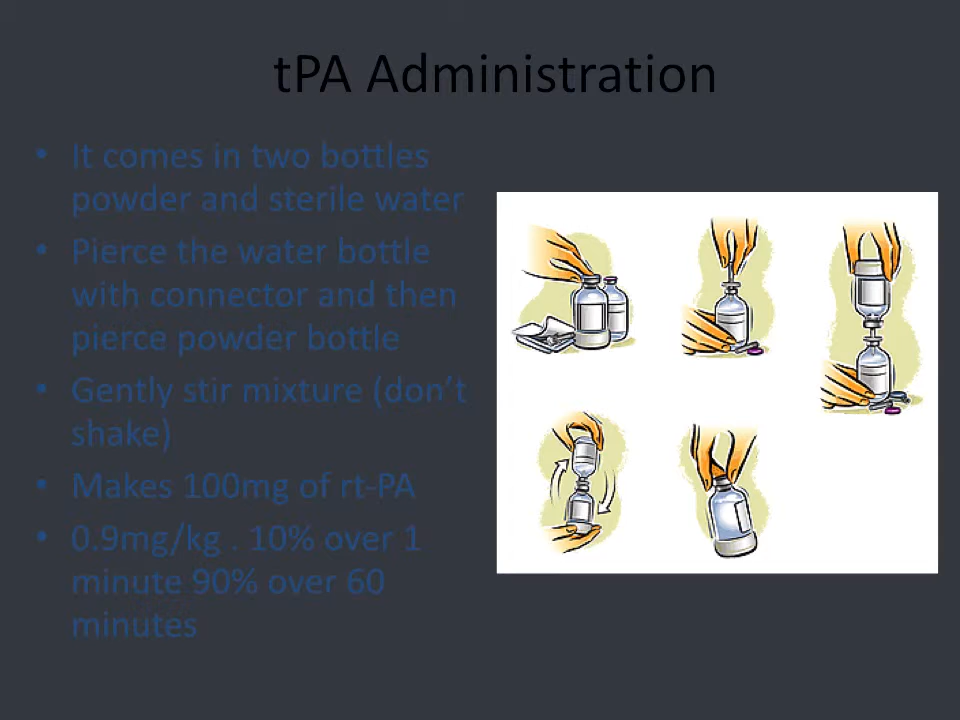 tPA Administration
• It comes in two bottles
powder and sterile water
• Pierce the water bottle
with connector and then
pierce powder bottle
• Gently stir mixture (don’t
shake)
• Makes 100mg of rt-PA
• 0.9mg/kg . 10% over 1
minute 90% over 60
minutes